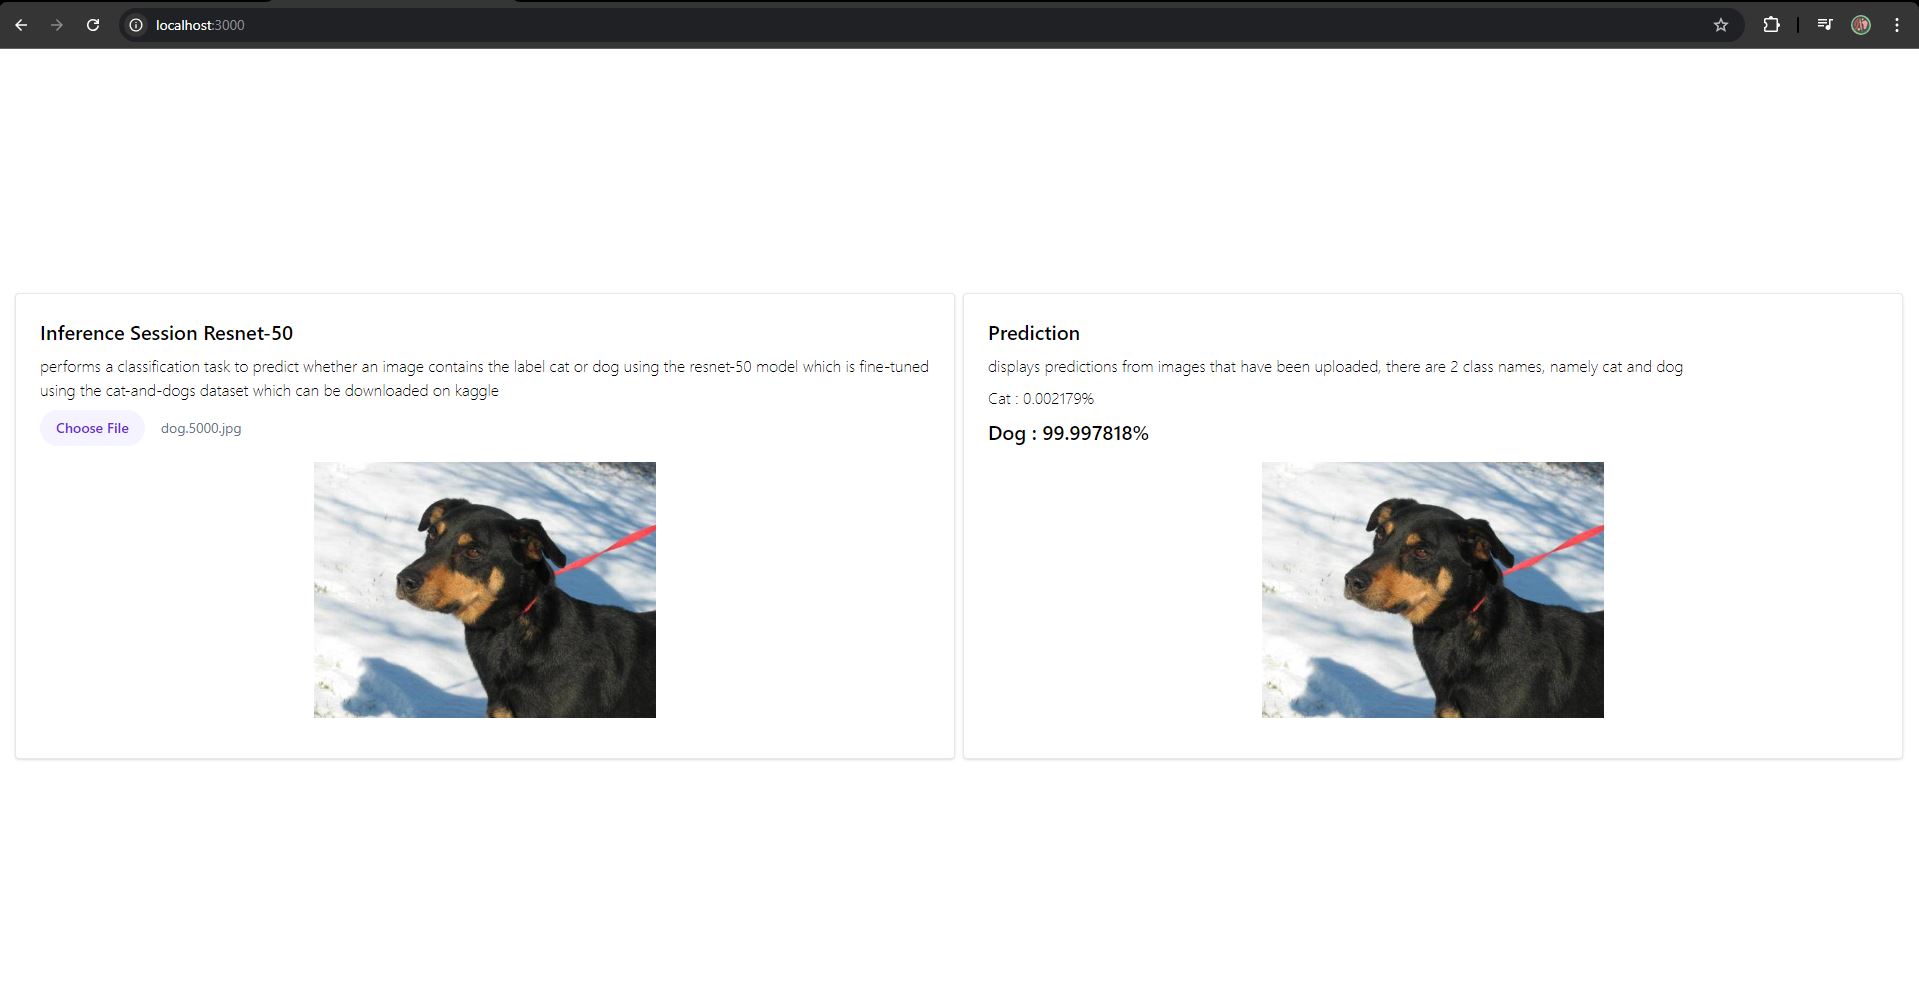 localhost:3000
Inference Session Resnet-50
performs a classification task to predict whether an image contains the label cat or dog using the resnet-50 model which is fine-tuned
using the cat-and-dogs dataset which can be downloaded on kaggle
Choose File dog.5000.jpg
Prediction
displays predictions from images that have been uploaded, there are 2 class names, namely cat and dog
Cat : 0.002179%
Dog : 99.997818%